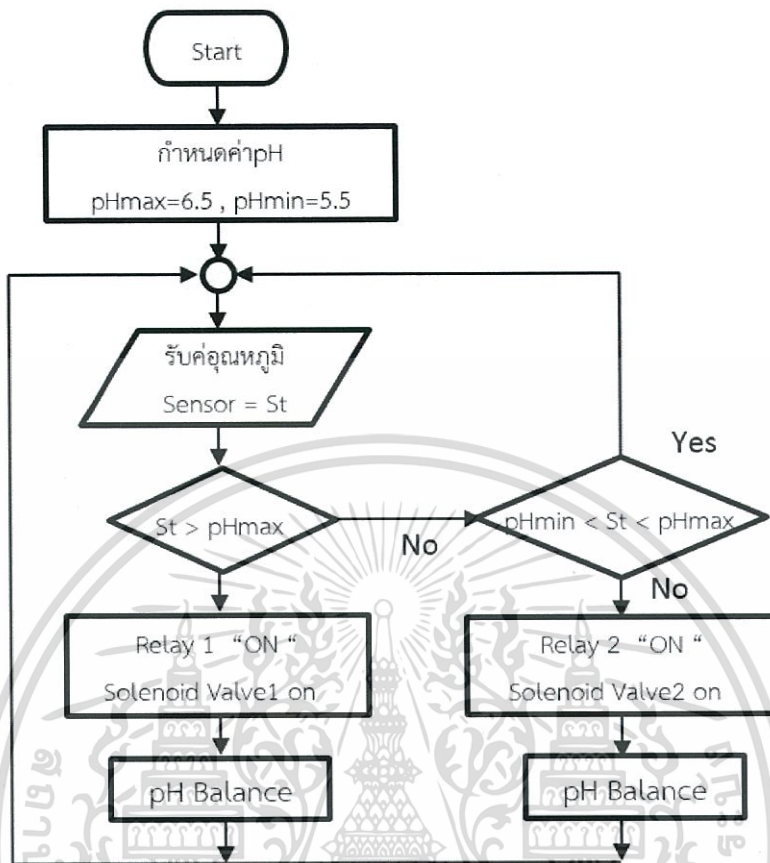 Start
กำหนดค่าpH
pHmax=6.5 , pHmin=5.5
รับค่อุณหภูมิ
Sensor = St
Yes
St > pHmax
pHmin < St < pHmax
No
No
Relay 1 “ON “
Solenoid Valve1 on
Relay 2 “ON “
Solenoid Valve2 on
pH Balance
pH Balance